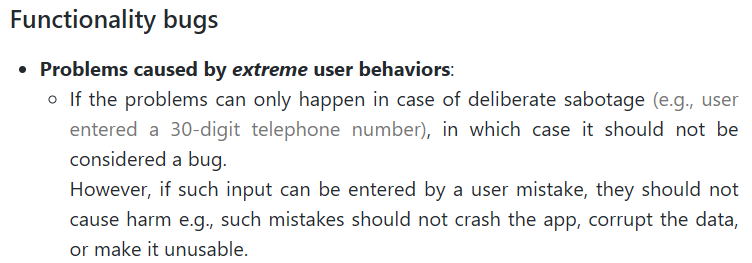 Functionality bugs
• Problems caused by extreme user behaviors:
○ If the problems can only happen in case of deliberate sabotage (e.g., user
entered a 30-digit telephone number), in which case it should not be
considered a bug.
However, if such input can be entered by a user mistake, they should not
cause harm e.g., such mistakes should not crash the app, corrupt the data,
or make it unusable.